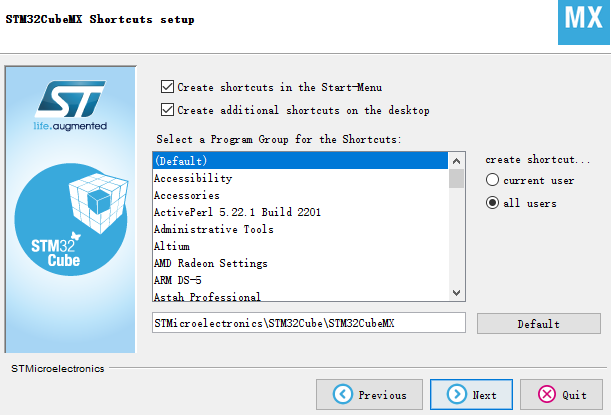 STM32CubeMX Shortcuts setup
MX
ST
life.augmented
STM32
Cube
Create shortcuts in the Start-Menu
Create additional shortcuts on the desktop
Select a Program Group for the Shortcuts:
(Default)
Accessibility
Accessories
ActivePerl 5.22.1 Build 2201
Administrative Tools
Altium
AMD Radeon Settings
ARM DS-5
Astah Professional
create shortcut...
current user
all users
STMicroelectronics\STM32Cube\STM32CubeMX
Default
STMicroelectronics
Previous
Next
Quit